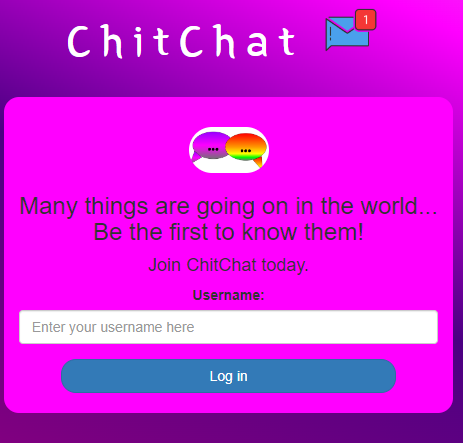 ChitChat
1
... ...
Many things are going on in the world...
Be the first to know them!
Join ChitChat today.
Username:
Enter your username here
Log in